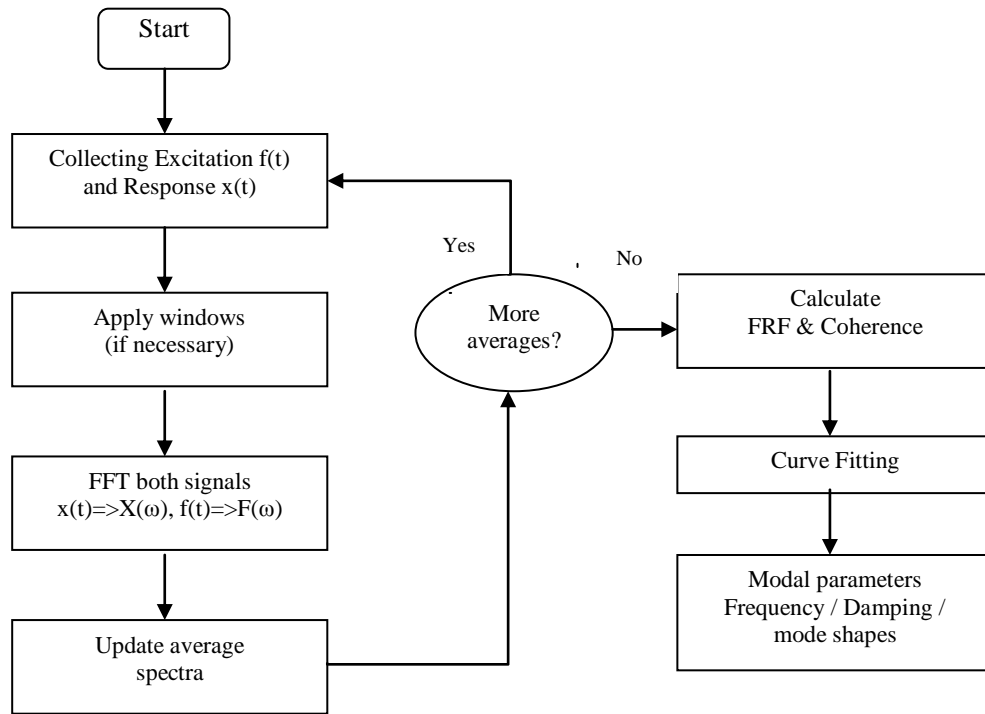 Start
Collecting Excitation f(t)
and Response x(t)
Apply windows
(if necessary)
FFT both signals
x(t)=>X(ω), f(t)=>F(ω)
Update average
spectra
Yes
No
More
averages?
Calculate
FRF & Coherence
Curve Fitting
Modal parameters
Frequency / Damping /
mode shapes